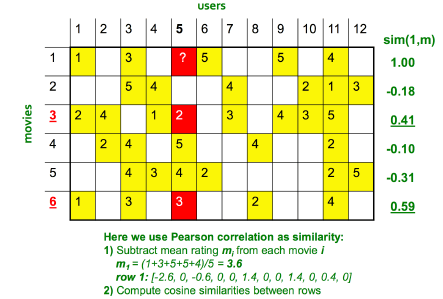 users
1 2 3 4 5 6 7 8 9 10 11 12
sim(1,m)
movies
1 1 3 ? 5 5 4 1.00
2 5 4 4 2 1 3 -0.18
3 2 4 1 2 3 4 3 5 0.41
4 2 4 5 4 2 -0.10
5 4 3 4 2 2 5 -0.31
6 1 3 3 2 4 0.59
Here we use Pearson correlation as similarity:
1) Subtract mean rating mi from each movie i
m1 = (1+3+5+5+4)/5 = 3.6
row 1: [-2.6, 0, -0.6, 0, 0, 1.4, 0, 0, 1.4, 0, 0.4, 0]
2) Compute cosine similarities between rows